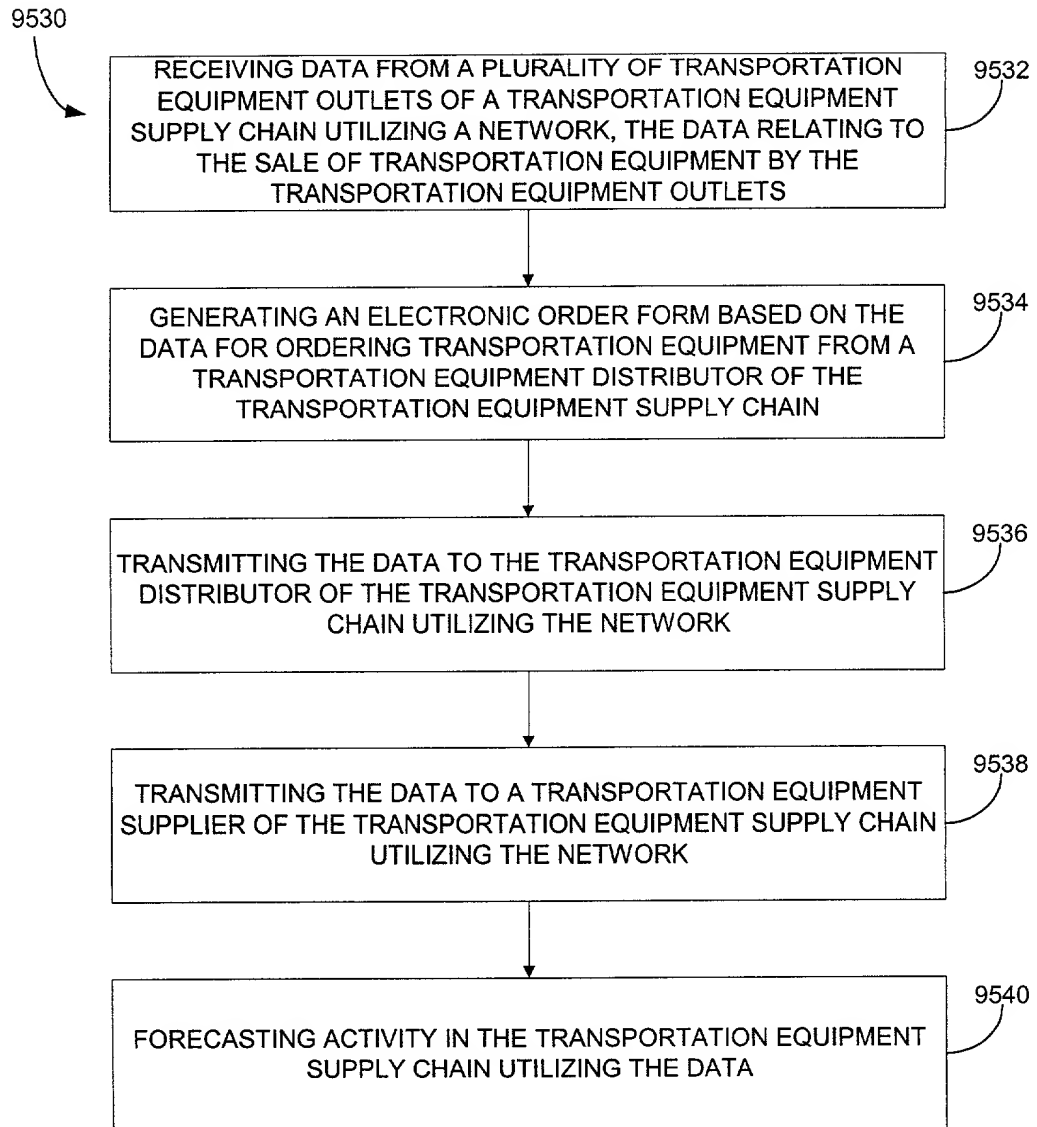 9530
RECEIVING DATA FROM A PLURALITY OF TRANSPORTATION
EQUIPMENT OUTLETS OF A TRANSPORTATION EQUIPMENT
SUPPLY CHAIN UTILIZING A NETWORK, THE DATA RELATING TO
THE SALE OF TRANSPORTATION EQUIPMENT BY THE
TRANSPORTATION EQUIPMENT OUTLETS
9532
GENERATING AN ELECTRONIC ORDER FORM BASED ON THE
DATA FOR ORDERING TRANSPORTATION EQUIPMENT FROM A
TRANSPORTATION EQUIPMENT DISTRIBUTOR OF THE
TRANSPORTATION EQUIPMENT SUPPLY CHAIN
9534
TRANSMITTING THE DATA TO THE TRANSPORTATION EQUIPMENT
DISTRIBUTOR OF THE TRANSPORTATION EQUIPMENT SUPPLY
CHAIN UTILIZING THE NETWORK
9536
TRANSMITTING THE DATA TO A TRANSPORTATION EQUIPMENT
SUPPLIER OF THE TRANSPORTATION EQUIPMENT SUPPLY CHAIN
UTILIZING THE NETWORK
9538
FORECASTING ACTIVITY IN THE TRANSPORTATION EQUIPMENT
SUPPLY CHAIN UTILIZING THE DATA
9540